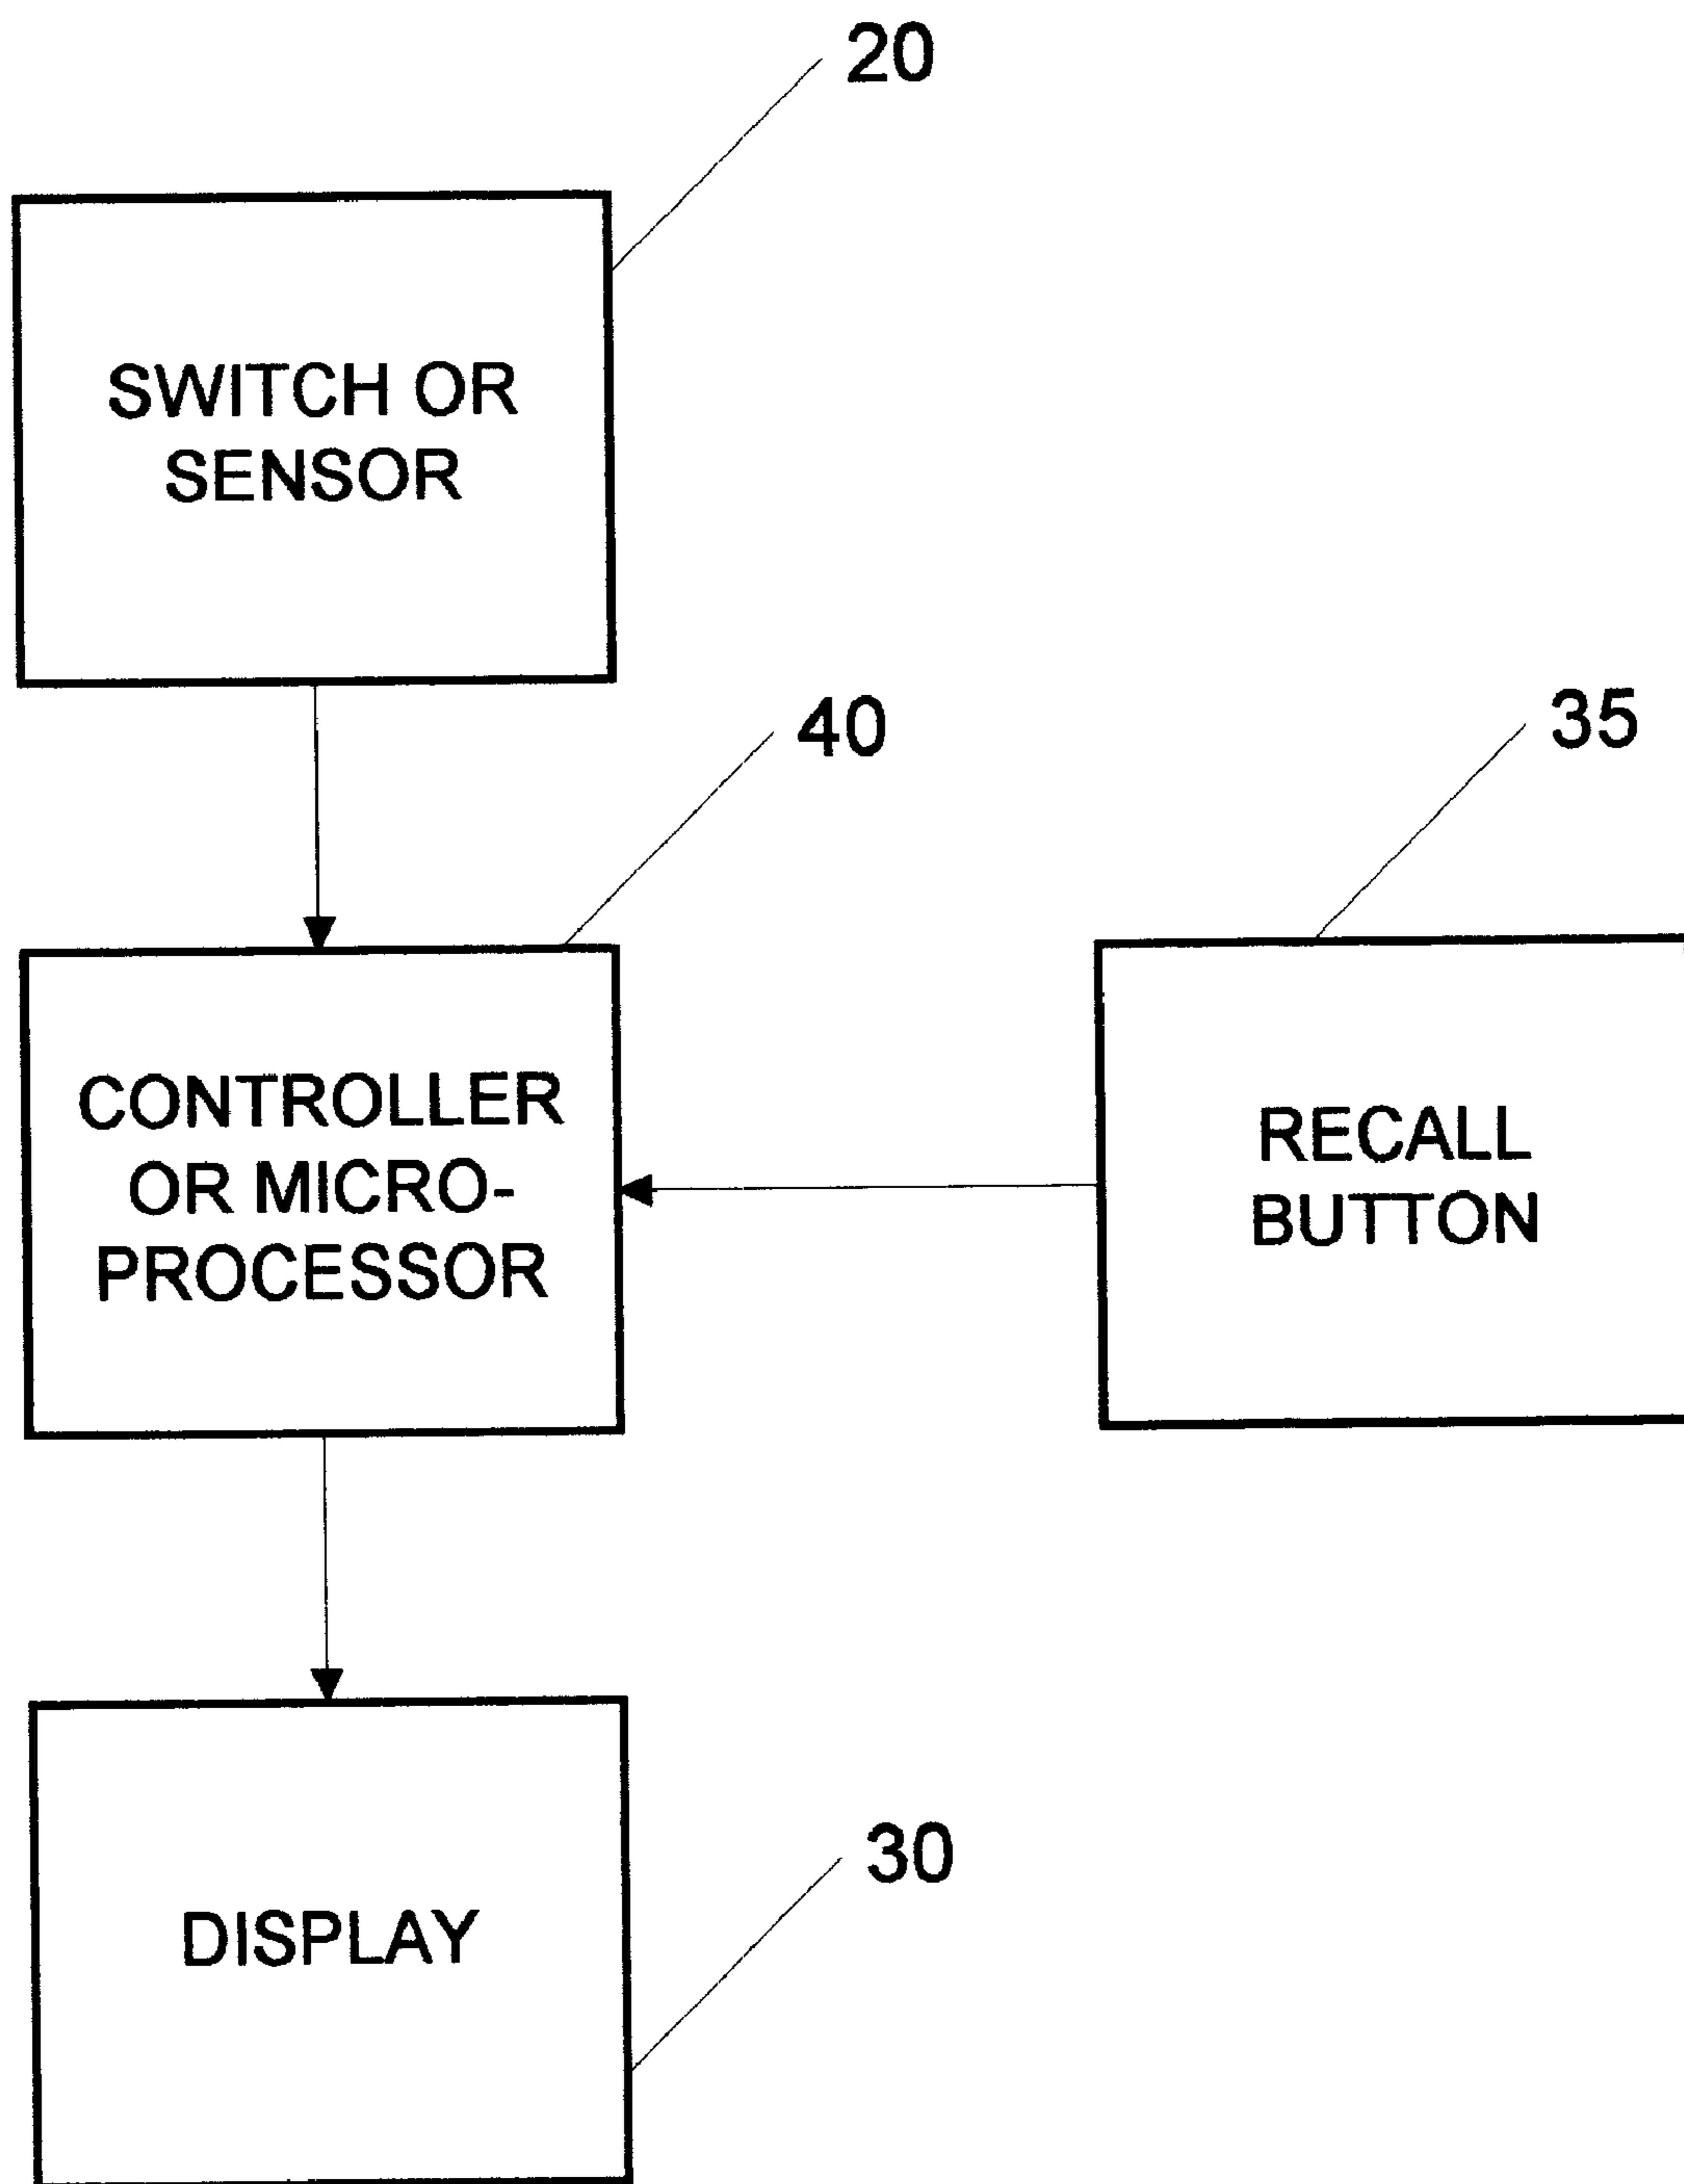 20
SWITCH OR
SENSOR
40
35
CONTROLLER
OR MICRO-
PROCESSOR
RECALL
BUTTON
30
DISPLAY